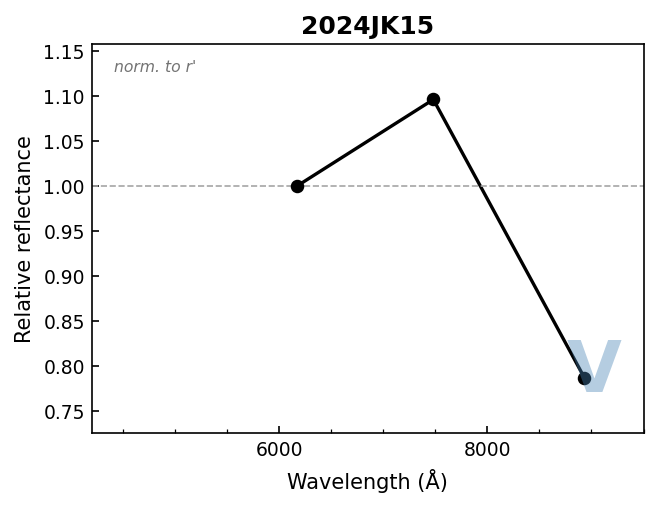 2024JK15
norm. to r'
Relative reflectance
1.15
1.10
1.05
1.00
0.95
0.90
0.85
0.80
0.75
V
6000 8000
Wavelength (Å)